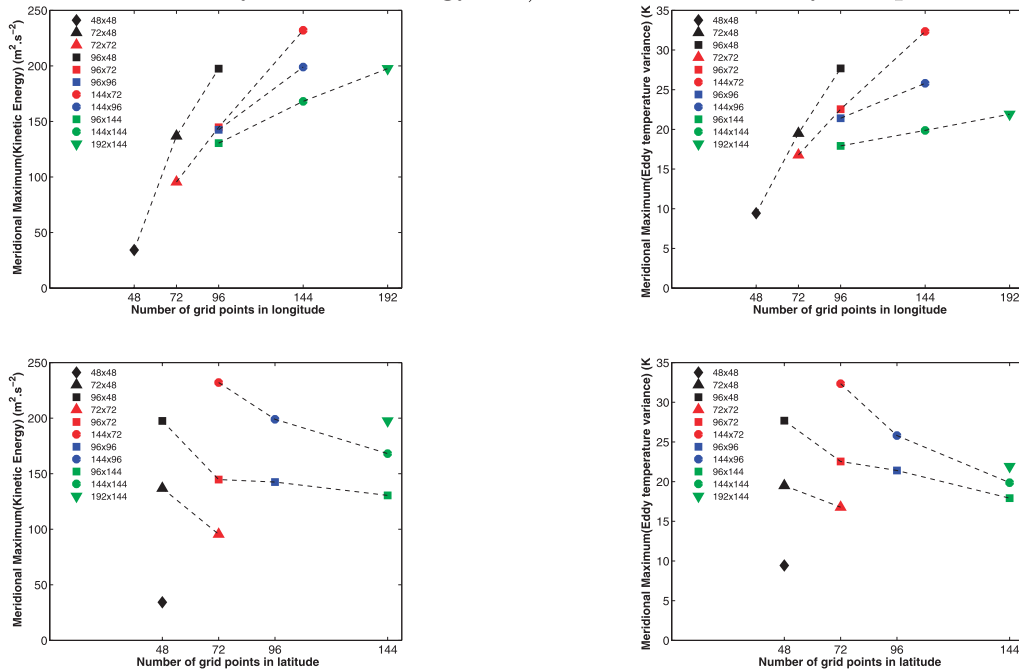 250
200
150
100
50
0
Meridional Maximum(Kinetic Energy) (m².s⁻²)
48x48
72x48
96x48
72x72
96x72
96x96
144x72
144x96
96x144
144x144
192x144
48 72 96 144 192
Number of grid points in longitude
35
30
25
20
15
10
5
0
Meridional Maximum(Eddy temperature variance) (K
48x48
72x48
96x48
72x72
96x72
144x72
96x96
144x96
96x144
144x144
192x144
48 72 96 144 192
Number of grid points in longitude
250
200
150
100
50
0
Meridional Maximum(Kinetic Energy) (m².s⁻²)
48x48
72x48
96x48
72x72
96x72
144x72
96x96
144x96
96x144
144x144
192x144
48 72 96 144
Number of grid points in latitude
35
30
25
20
15
10
5
0
Meridional Maximum(Eddy temperature variance) (K
48x48
72x48
96x48
72x72
96x72
144x72
96x96
144x96
96x144
144x144
192x144
48 72 96 144
Number of grid points in latitude